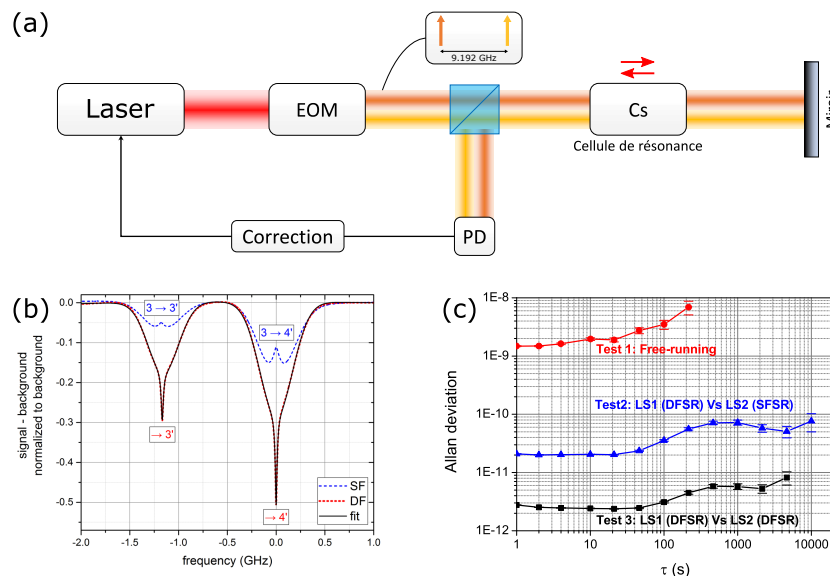 (a)
9.192 GHz
Laser
EOM
Cs
Cellule de résonance
Correction
PD
(b)
signal - background
normalized to background
0.0
-0.1
-0.2
-0.3
-0.4
-0.5
3 → 3'
3 → 4'
→ 3'
→ 4'
SF
DF
fit
-2.0 -1.5 -1.0 -0.5 0.0 0.5 1.0
frequency (GHz)
(c)
Allan deviation
1E-8
1E-9
1E-10
1E-11
1E-12
Test 1: Free-running
Test2: LS1 (DFSR) Vs LS2 (SFSR)
Test 3: LS1 (DFSR) Vs LS2 (DFSR)
1 10 100 1000 10000
τ (s)